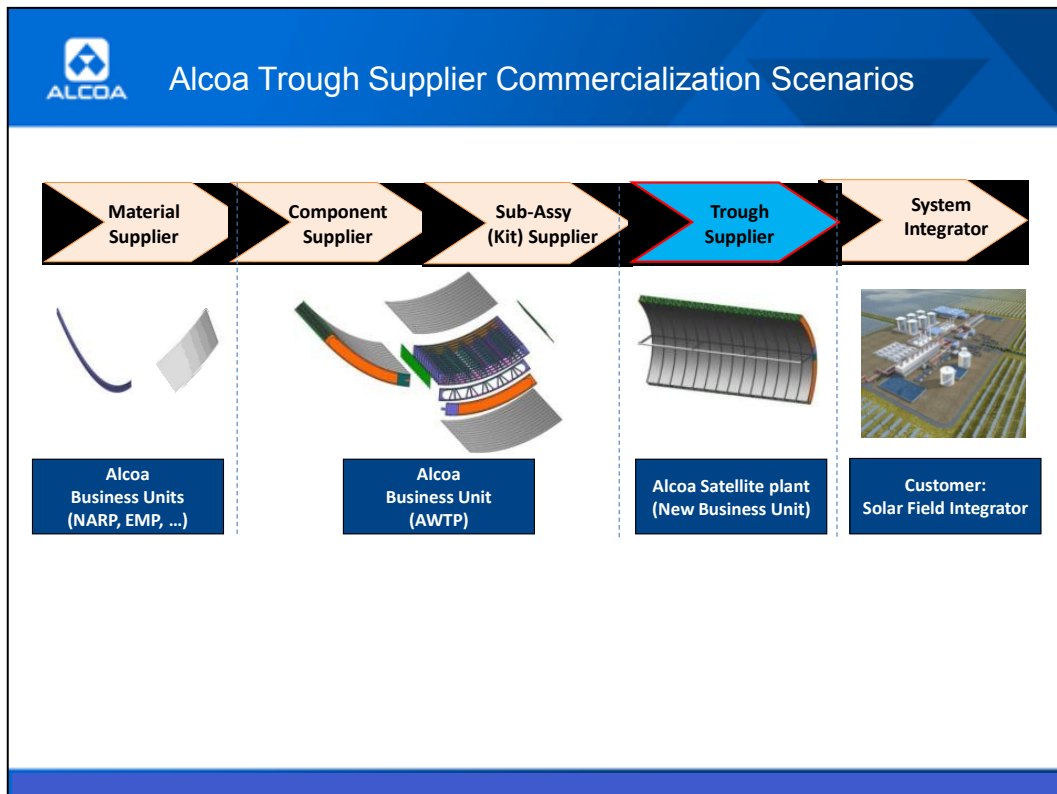 ALCOA
Alcoa Trough Supplier Commercialization Scenarios
Material
Supplier
Component
Supplier
Sub-Assy
(Kit) Supplier
Trough
Supplier
System
Integrator
Alcoa
Business Units
(NARP, EMP, ...)
Alcoa
Business Unit
(AWTP)
Alcoa Satellite plant
(New Business Unit)
Customer:
Solar Field Integrator